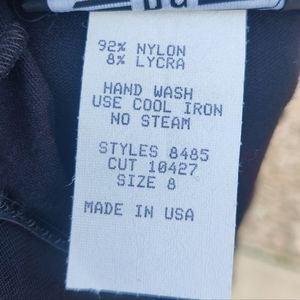 92% NYLON
8% LYCRA
HAND WASH
USE COOL IRON
NO STEAM
STYLES 8485
CUT 10427
SIZE 8
MADE IN USA